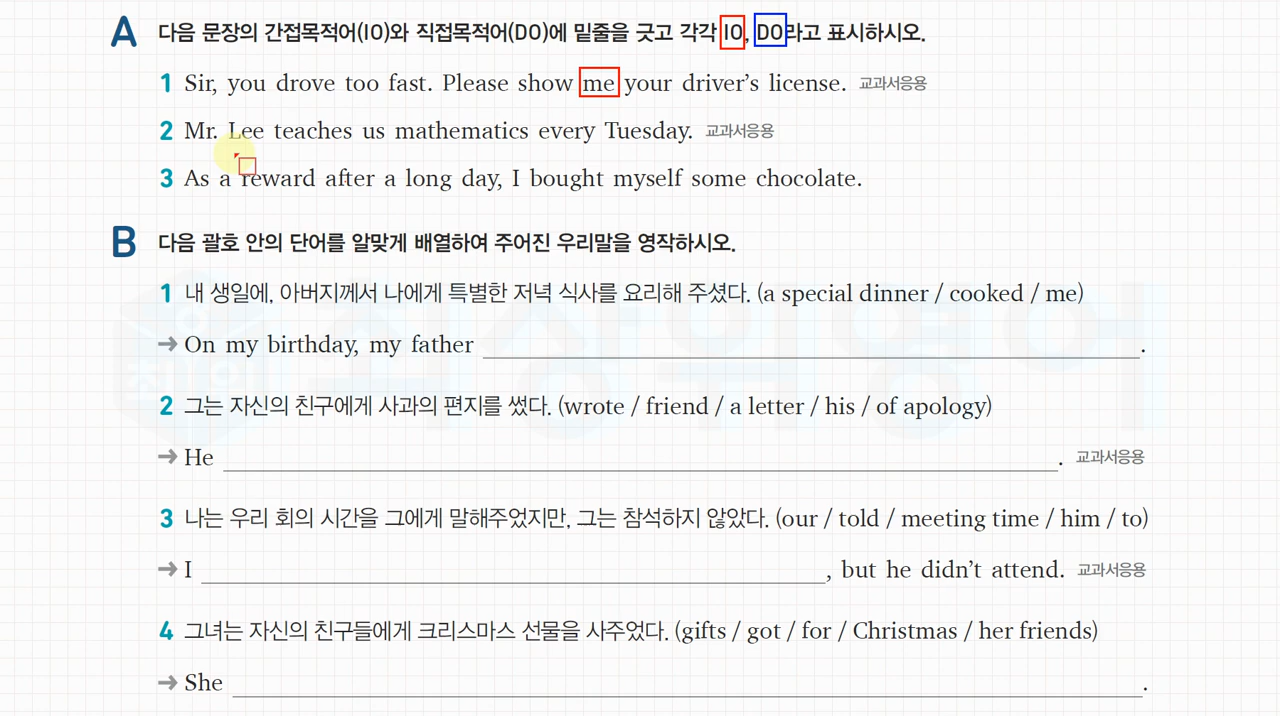 A 다음 문장의 간접목적어(IO)와 직접목적어(DO)에 밑줄을 긋고 각각 IO, DO라고 표시하시오.
1 Sir, you drove too fast. Please show me your driver's license. 교과서응용
2 Mr. Lee teaches us mathematics every Tuesday. 교과서응용
3 As a reward after a long day, I bought myself some chocolate.
B 다음 괄호 안의 단어를 알맞게 배열하여 주어진 우리말을 영작하시오.
1 내 생일에, 아버지께서 나에게 특별한 저녁 식사를 요리해 주셨다. (a special dinner / cooked / me)
→ On my birthday, my father .
2 그는 자신의 친구에게 사과의 편지를 썼다. (wrote / friend / a letter / his / of apology)
→ He . 교과서응용
3 나는 우리 회의 시간을 그에게 말해주었지만, 그는 참석하지 않았다. (our / told / meeting time / him / to)
→ I , but he didn't attend. 교과서응용
4 그녀는 자신의 친구들에게 크리스마스 선물을 사주었다. (gifts / got / for / Christmas / her friends)
→ She .